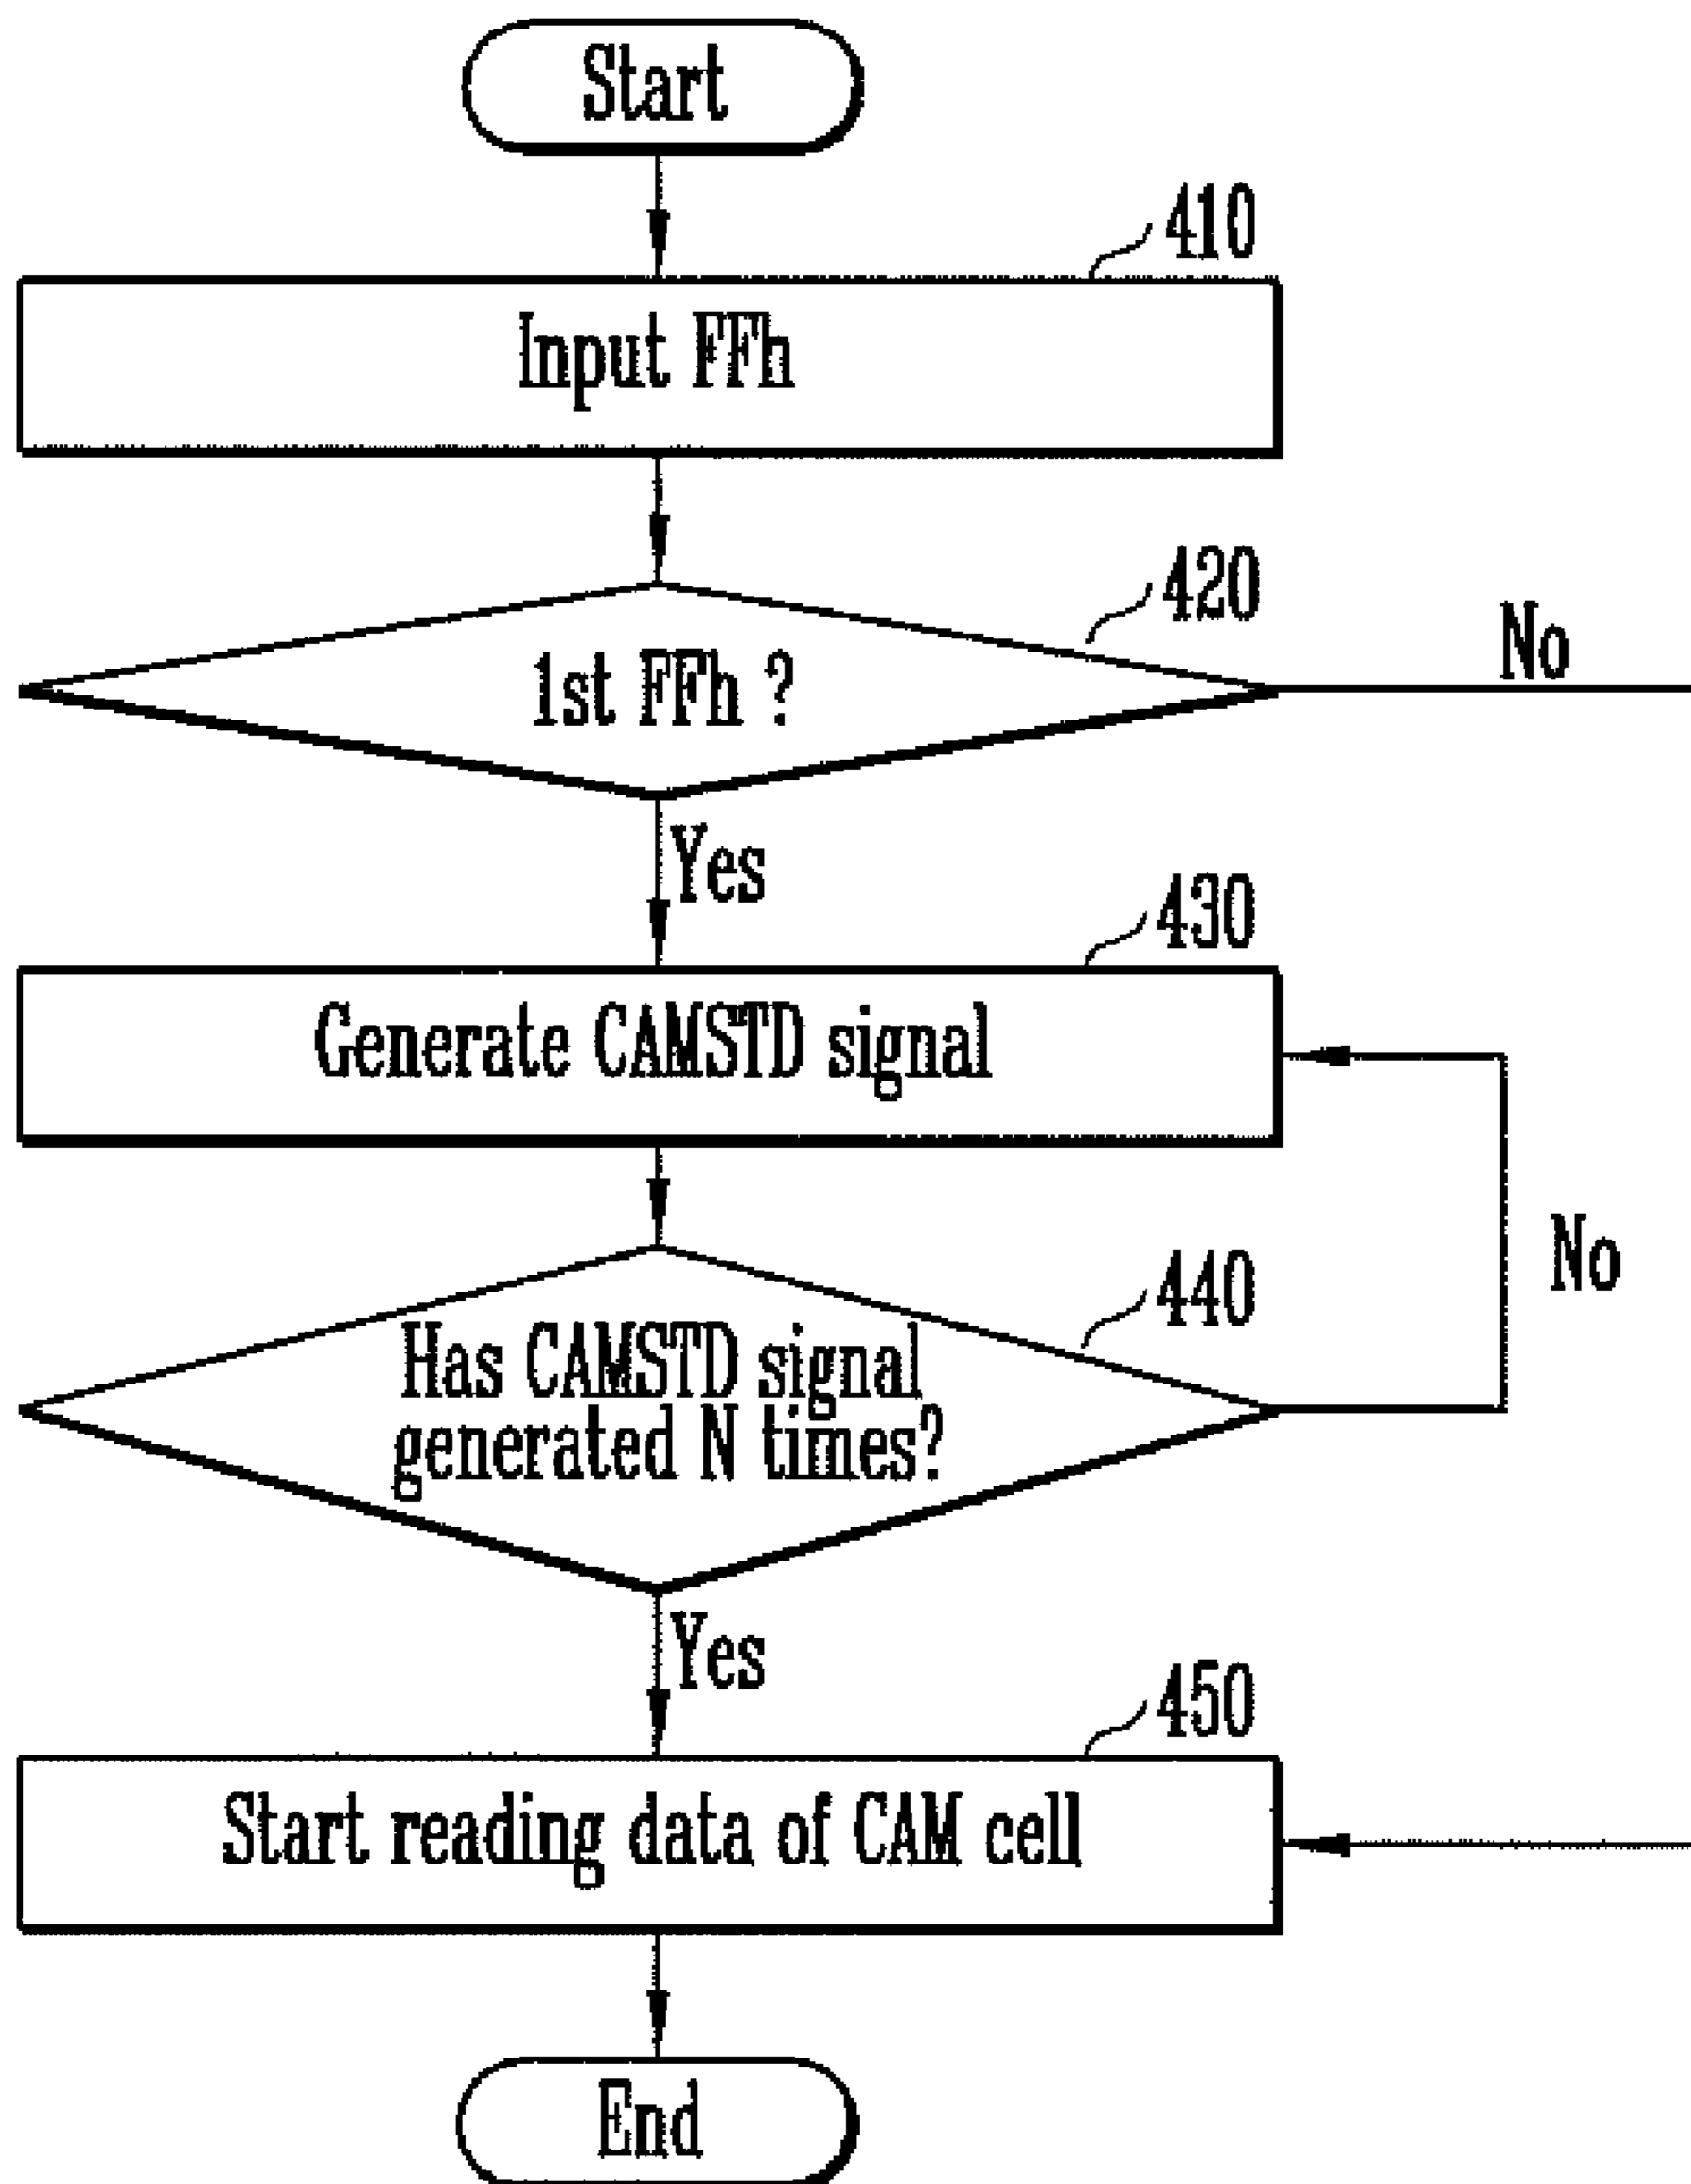 Start
410
Input FFh
420
No
1st FFh ?
Yes
430
Generate CAMSTD signal
No
440
Has CAMSTD signal
generated N times?
Yes
450
Start reading data of CAM cell
End